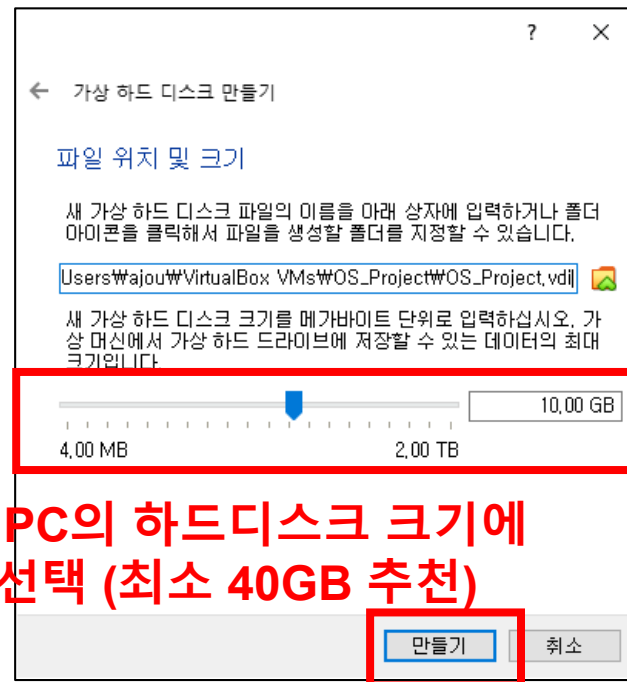 가상 하드 디스크 만들기
파일 위치 및 크기
새 가상 하드 디스크 파일의 이름을 아래 상자에 입력하거나 폴더
아이콘을 클릭해서 파일을 생성할 폴더를 지정할 수 있습니다.
Users₩ajou₩VirtualBox VMs₩OS_Project₩OS_Project.vdi
새 가상 하드 디스크 크기를 메가바이트 단위로 입력하십시오. 가
상 머신에서 가상 하드 드라이브에 저장할 수 있는 데이터의 최대
크기입니다.
10,00 GB
4,00 MB 2,00 TB
PC의 하드디스크 크기에
선택 (최소 40GB 추천)
만들기 취소